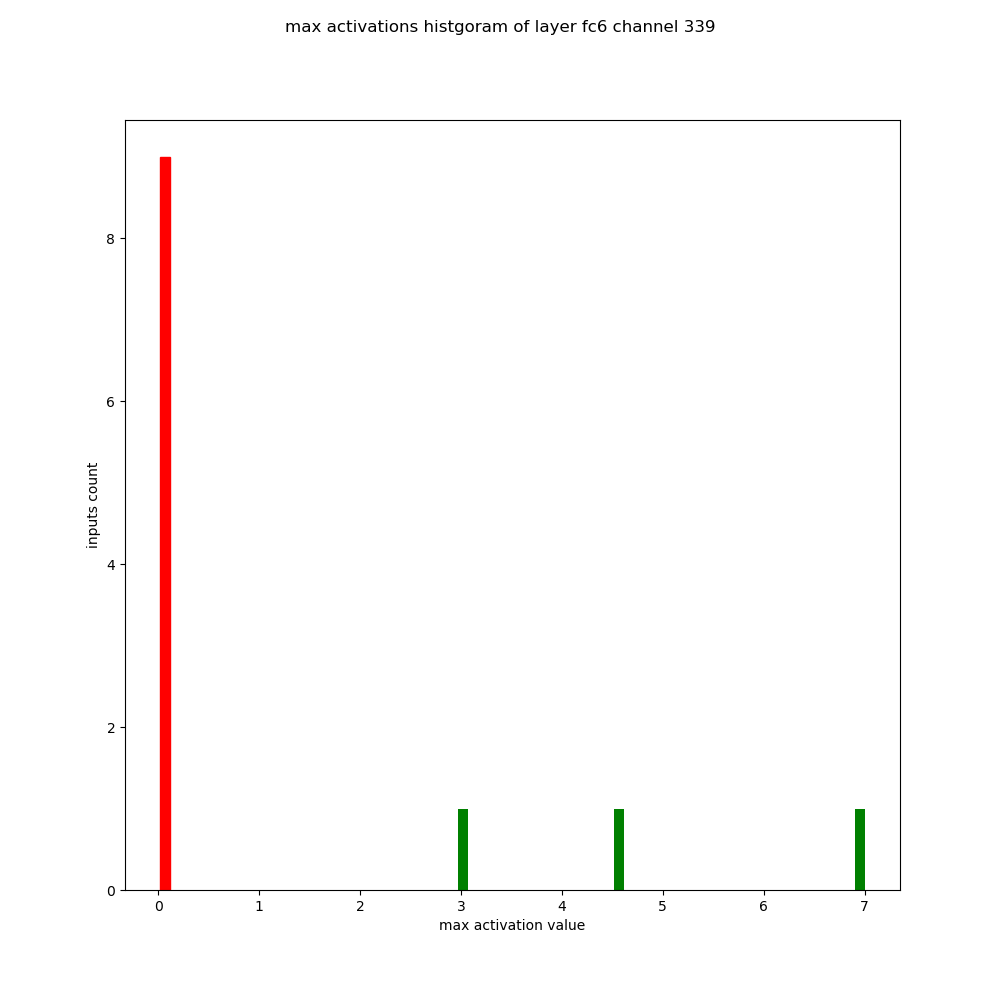 max activations histgoram of layer fc6 channel 339
8
6
4
2
0
inputs count
0 1 2 3 4 5 6 7
max activation value